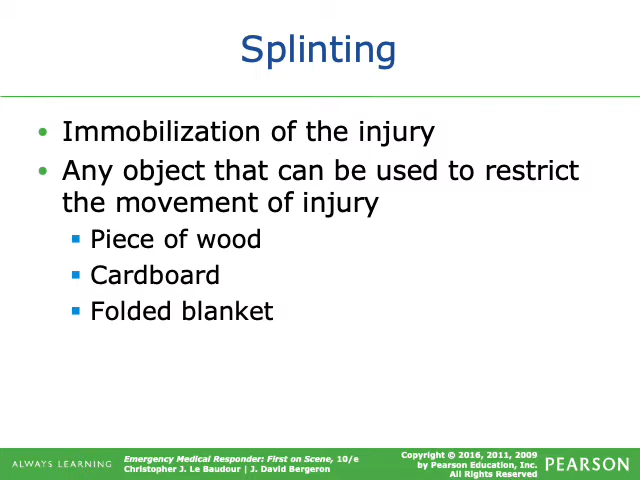 Splinting
• Immobilization of the injury
• Any object that can be used to restrict
the movement of injury
▪ Piece of wood
▪ Cardboard
▪ Folded blanket
ALWAYS LEARNING
Emergency Medical Responder: First on Scene, 10/e
Christopher J. Le Baudour | J. David Bergeron
Copyright © 2016, 2011, 2009
by Pearson Education, Inc.
All Rights Reserved
PEARSON